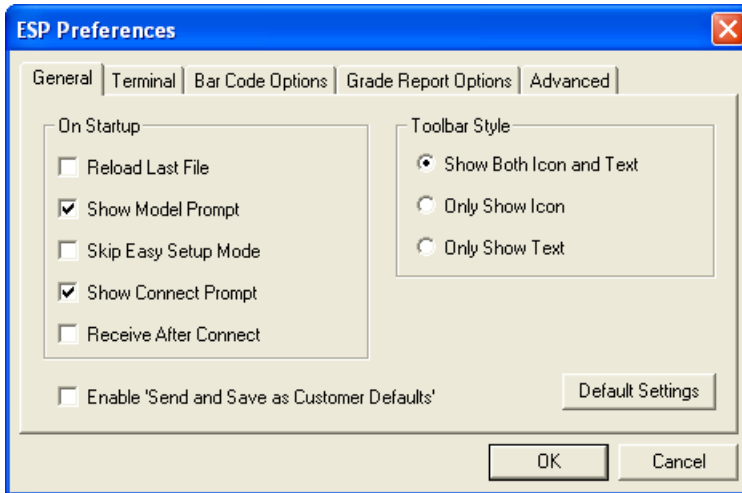 ESP Preferences
General Terminal Bar Code Options Grade Report Options Advanced
On Startup
Reload Last File
Show Model Prompt
Skip Easy Setup Mode
Show Connect Prompt
Receive After Connect
Toolbar Style
Show Both Icon and Text
Only Show Icon
Only Show Text
Enable 'Send and Save as Customer Defaults'
Default Settings
OK Cancel